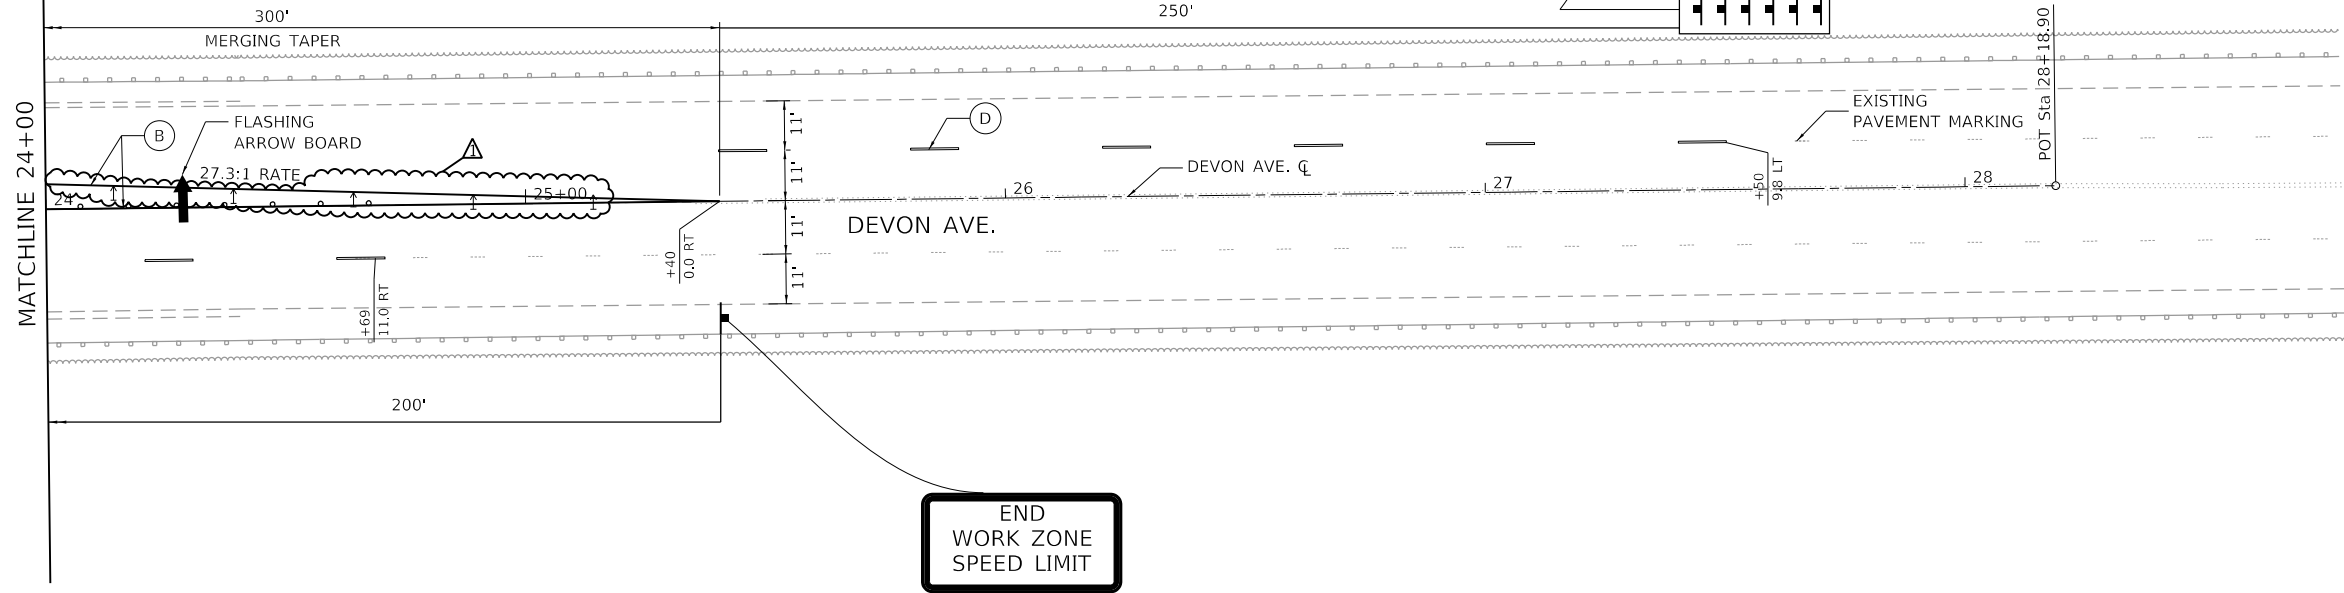 300'
250'
MERGING TAPER
MATCHLINE 24+00
B
FLASHING
ARROW BOARD
27.3:1 RATE
1
24
25+00
11'
11'
11'
11'
D
DEVON AVE. ℄
26
27
28
DEVON AVE.
EXISTING
PAVEMENT MARKING
POT Sta 28+18.90
+50
9.8 LT
+40
0.0 RT
+69
11.0 RT
200'
END
WORK ZONE
SPEED LIMIT